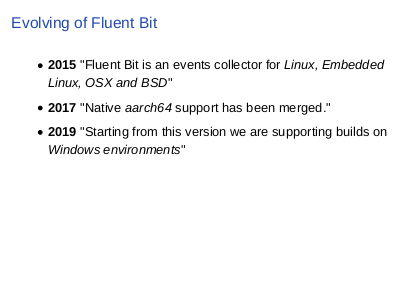 Evolving of Fluent Bit
• 2015 "Fluent Bit is an events collector for Linux, Embedded
Linux, OSX and BSD"
• 2017 "Native aarch64 support has been merged."
• 2019 "Starting from this version we are supporting builds on
Windows environments"